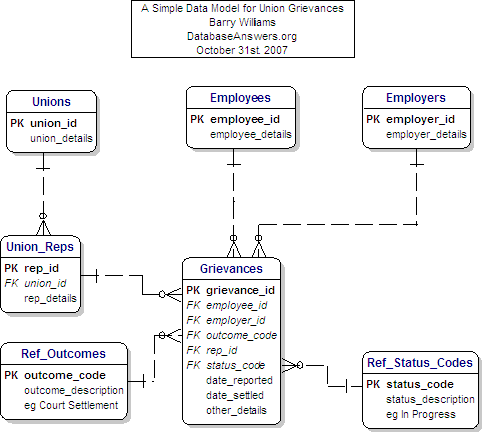 A Simple Data Model for Union Grievances
Barry Wlliams
DatabaseAnswers.org
October 31st. 2007
Unions
PK union_id
union_details
Employees
PK employee_id
employee_details
Employers
PK employer_id
employer_details
Union_Reps
PK rep_id
FK union_id
rep_details
Grievances
PK grievance_id
FK employee_id
FK employer_id
FK outcome_code
FK rep_id
FK status_code
date_reported
date_settled
other_details
Ref_Outcomes
PK outcome_code
outcome_description
eg Court Settlement
Ref_Status_Codes
PK status_code
status_description
eg In Progress